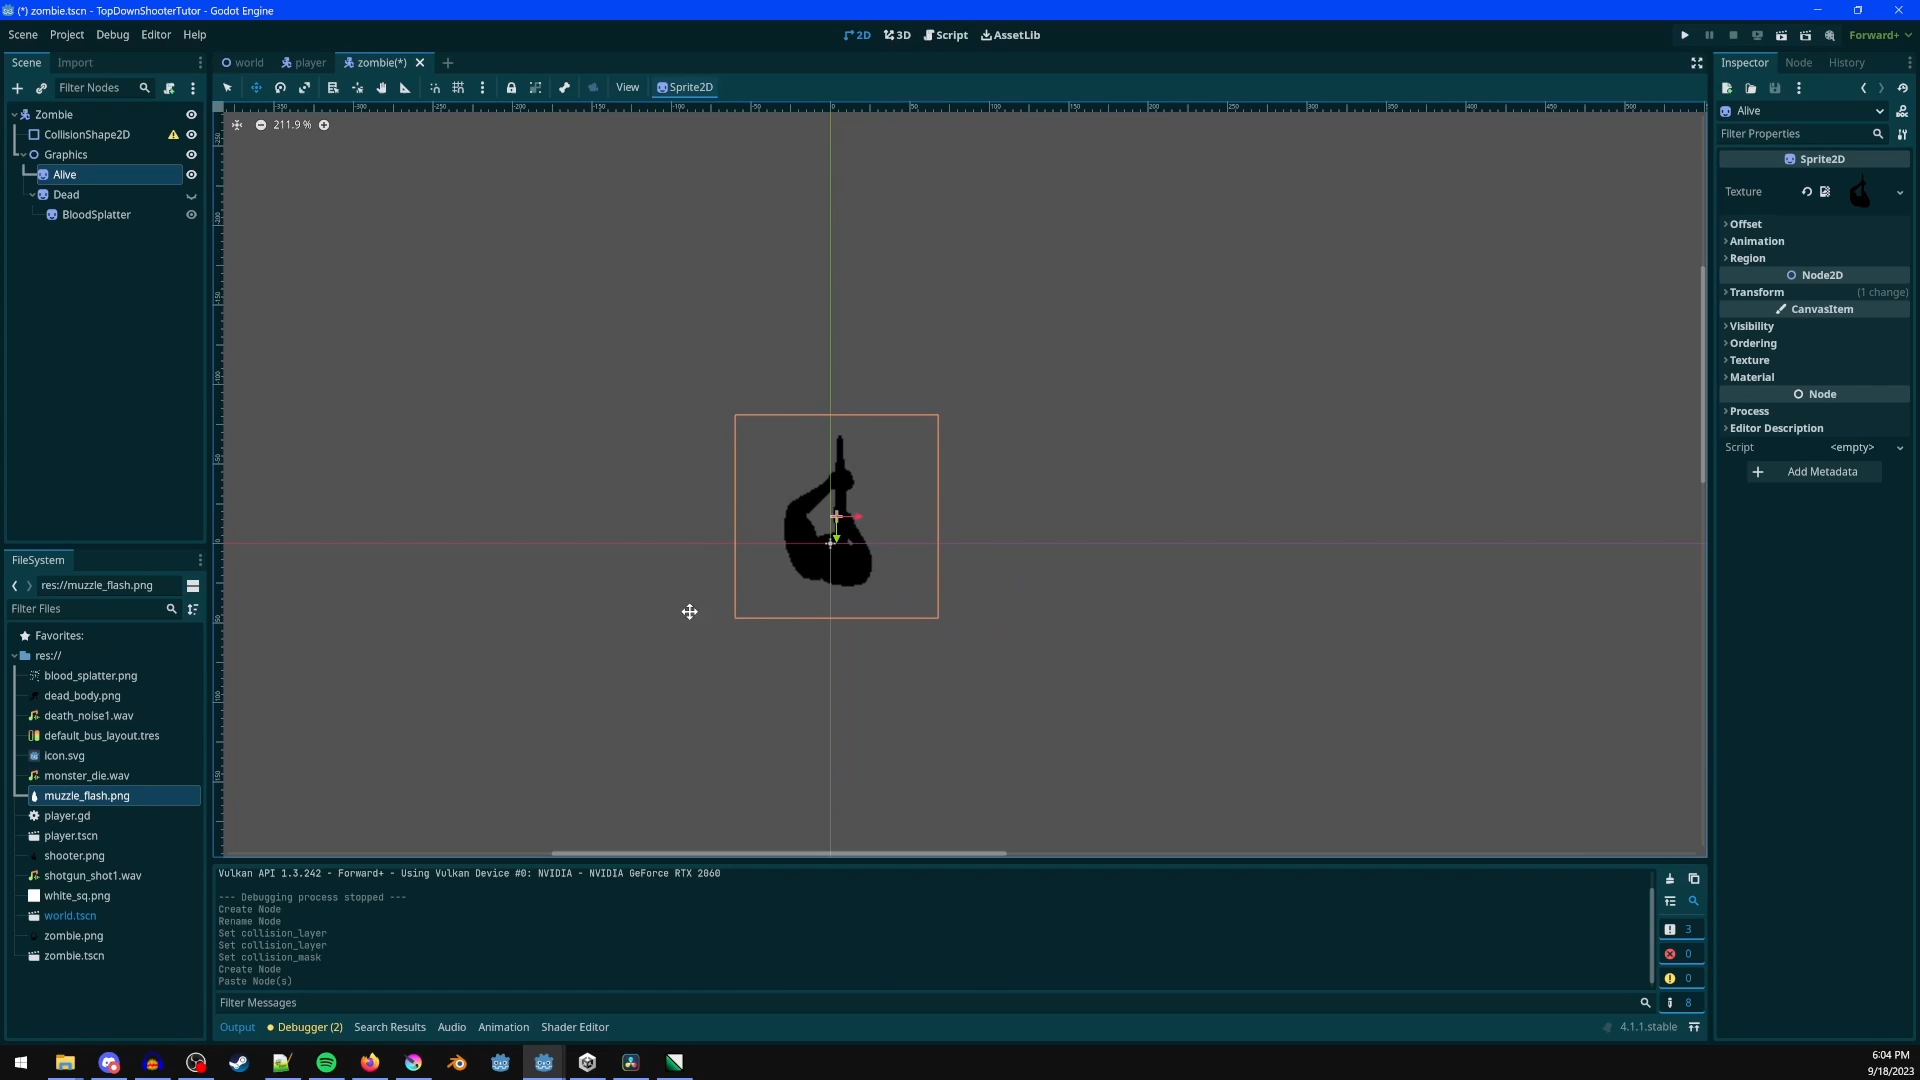 (*) zombie.tscn - TopDownShooterTutor - Godot Engine
Scene Project Debug Editor Help
2D 3D Script AssetLib
Forward+
Scene Import
world player zombie(*)
Inspector Node History
Filter Nodes
View Sprite2D
Alive
Filter Properties
211.9 %
Zombie
CollisionShape2D
Graphics
Alive
Dead
BloodSplatter
Sprite2D
Texture
Offset
Animation
Region
Node2D
Transform (1 change)
CanvasItem
Visibility
Ordering
Texture
Material
Node
Process
Editor Description
Script <empty>
Add Metadata
FileSystem
res://muzzle_flash.png
Filter Files
Favorites:
res://
blood_splatter.png
dead_body.png
death_noise1.wav
default_bus_layout.tres
icon.svg
monster_die.wav
muzzle_flash.png
player.gd
player.tscn
shooter.png
shotgun_shot1.wav
white_sq.png
world.tscn
zombie.png
zombie.tscn
Vulkan API 1.3.242 - Forward+ - Using Vulkan Device #0: NVIDIA - NVIDIA GeForce RTX 2060
--- Debugging process stopped ---
Create Node
Rename Node
Set collision_layer
Set collision_layer
Set collision_mask
Create Node
Paste Node(s)
3
0
0
8
Filter Messages
Output Debugger (2) Search Results Audio Animation Shader Editor
4.1.1.stable
6:04 PM
9/18/2023